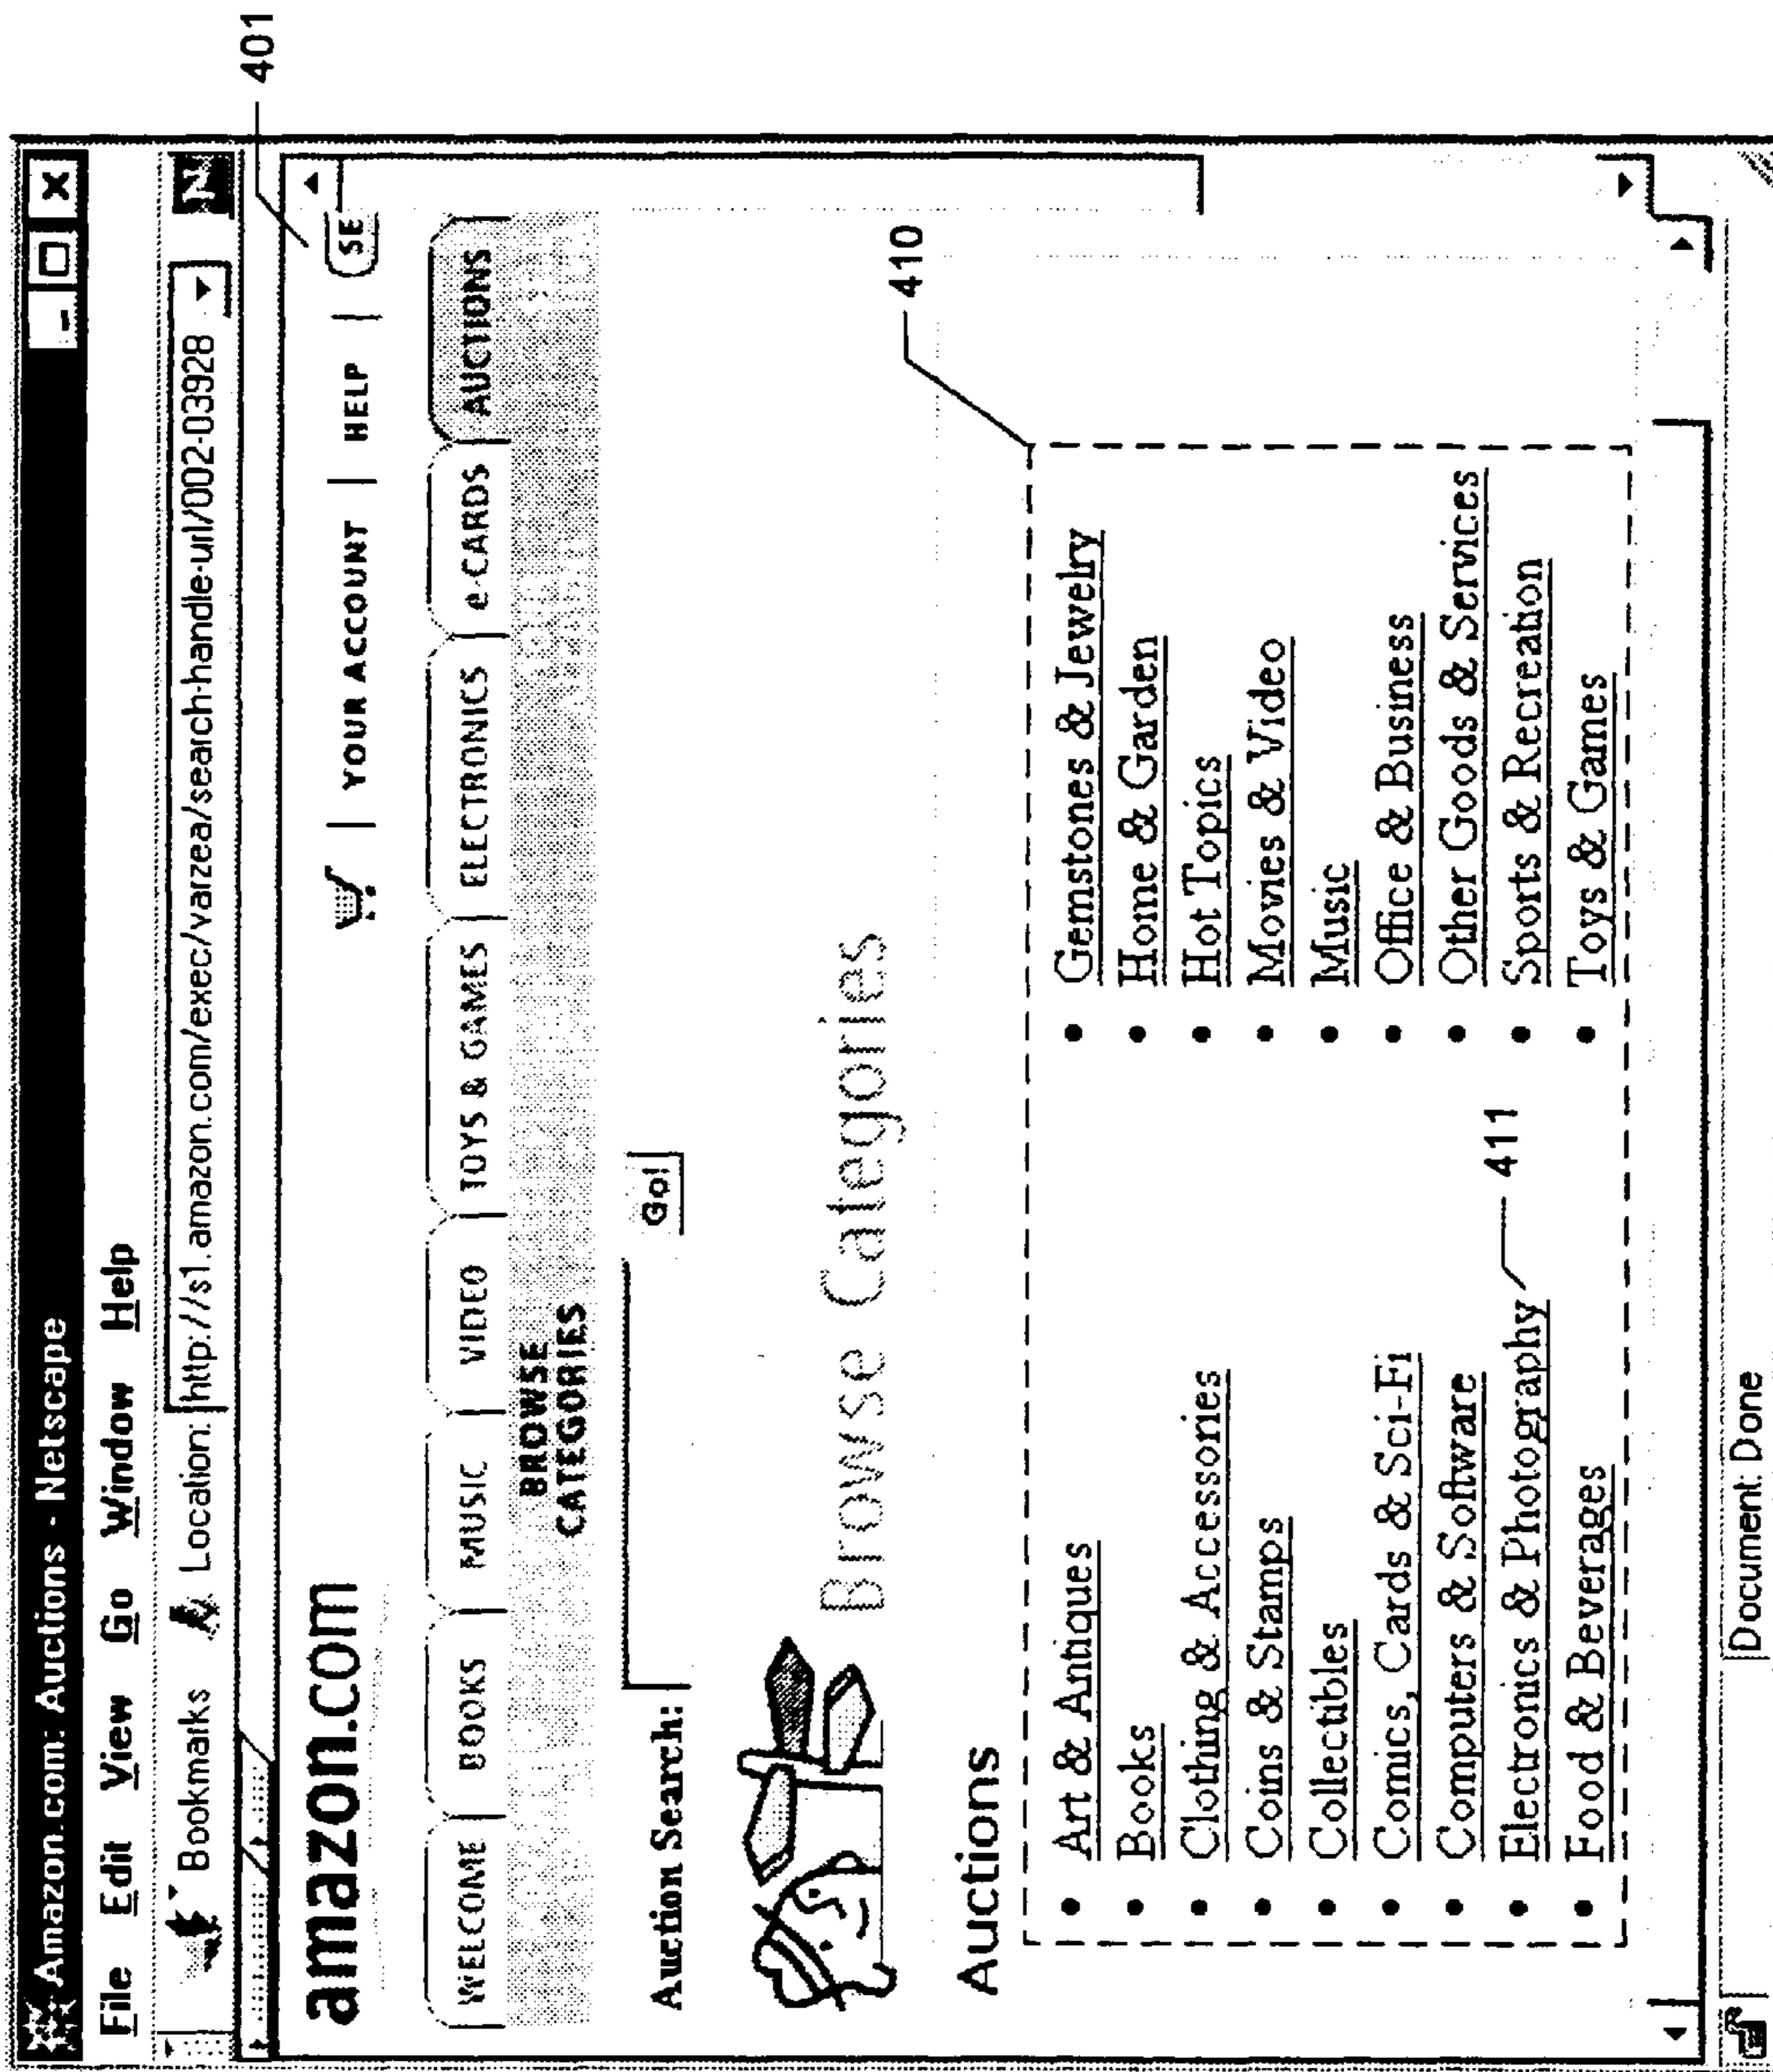 Amazon.com: Auctions - Netscape
File Edit View Go Window Help
Bookmarks Location: http://s1.amazon.com/exec/varzea/search-handle-url/002-03928
N
401
amazon.com
| YOUR ACCOUNT | HELP | SE
WELCOME BOOKS MUSIC VIDEO TOYS & GAMES ELECTRONICS e-CARDS AUCTIONS
BROWSE
CATEGORIES
Auction Search: Go!
Browse Categories
410
Auctions
• Art & Antiques
• Books
• Clothing & Accessories
• Coins & Stamps
• Collectibles
• Comics, Cards & Sci-Fi
• Computers & Software
• Electronics & Photography
411
• Food & Beverages
• Gemstones & Jewelry
• Home & Garden
• Hot Topics
• Movies & Video
• Music
• Office & Business
• Other Goods & Services
• Sports & Recreation
• Toys & Games
Document: Done